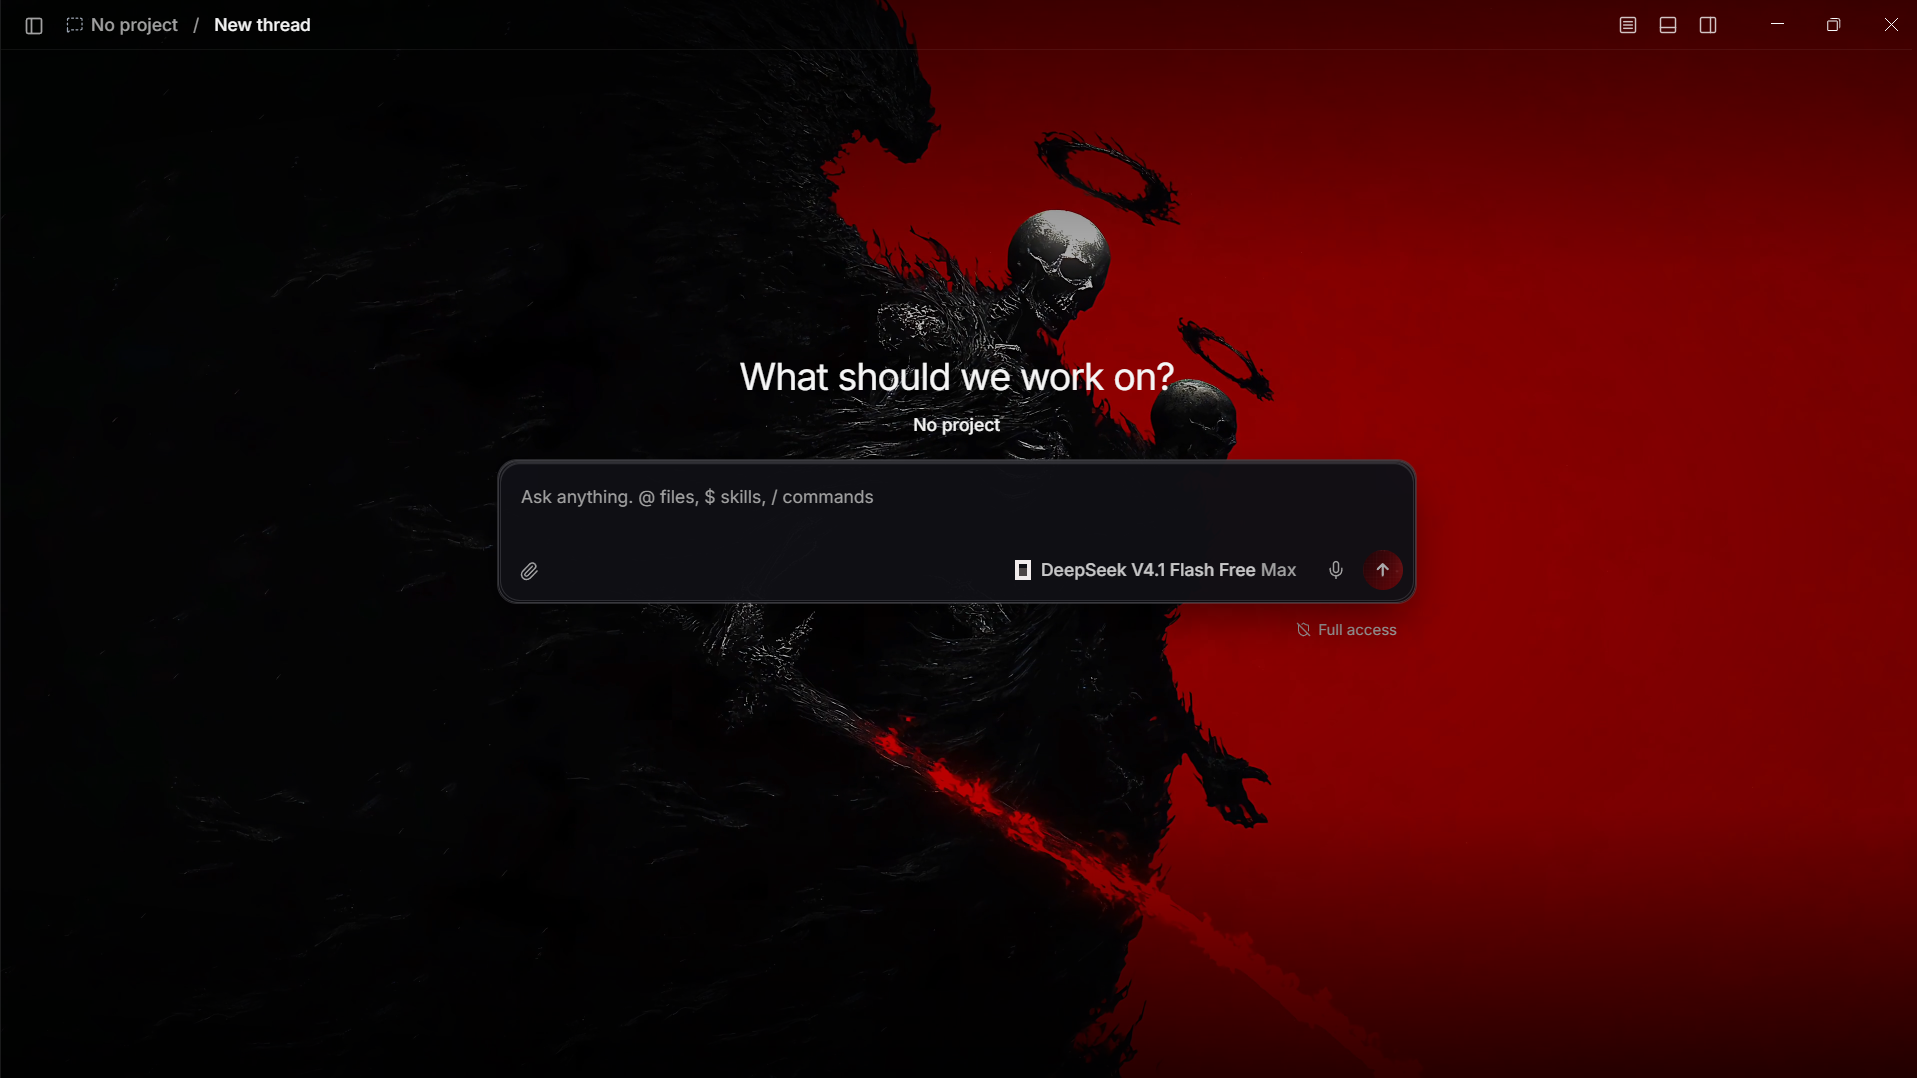 No project / New thread
What should we work on?
No project
Ask anything. @ files, $ skills, / commands
DeepSeek V4.1 Flash Free Max
Full access